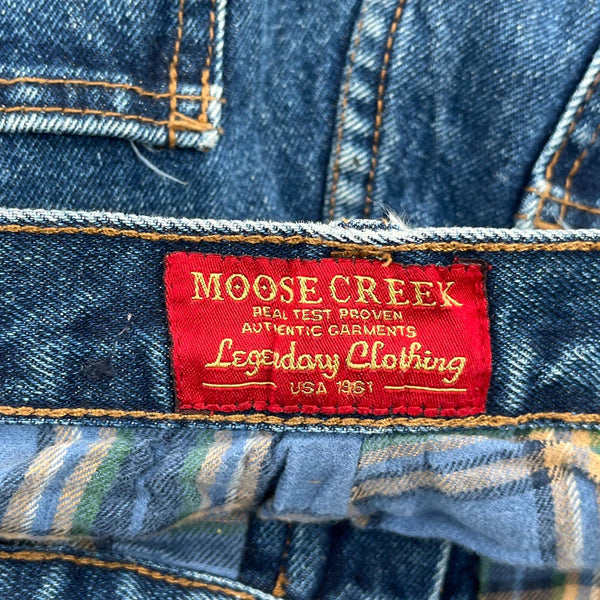 MOOSE CREEK
REAL TEST PROVEN
AUTHENTIC GARMENTS
Legendary Clothing
USA 1961